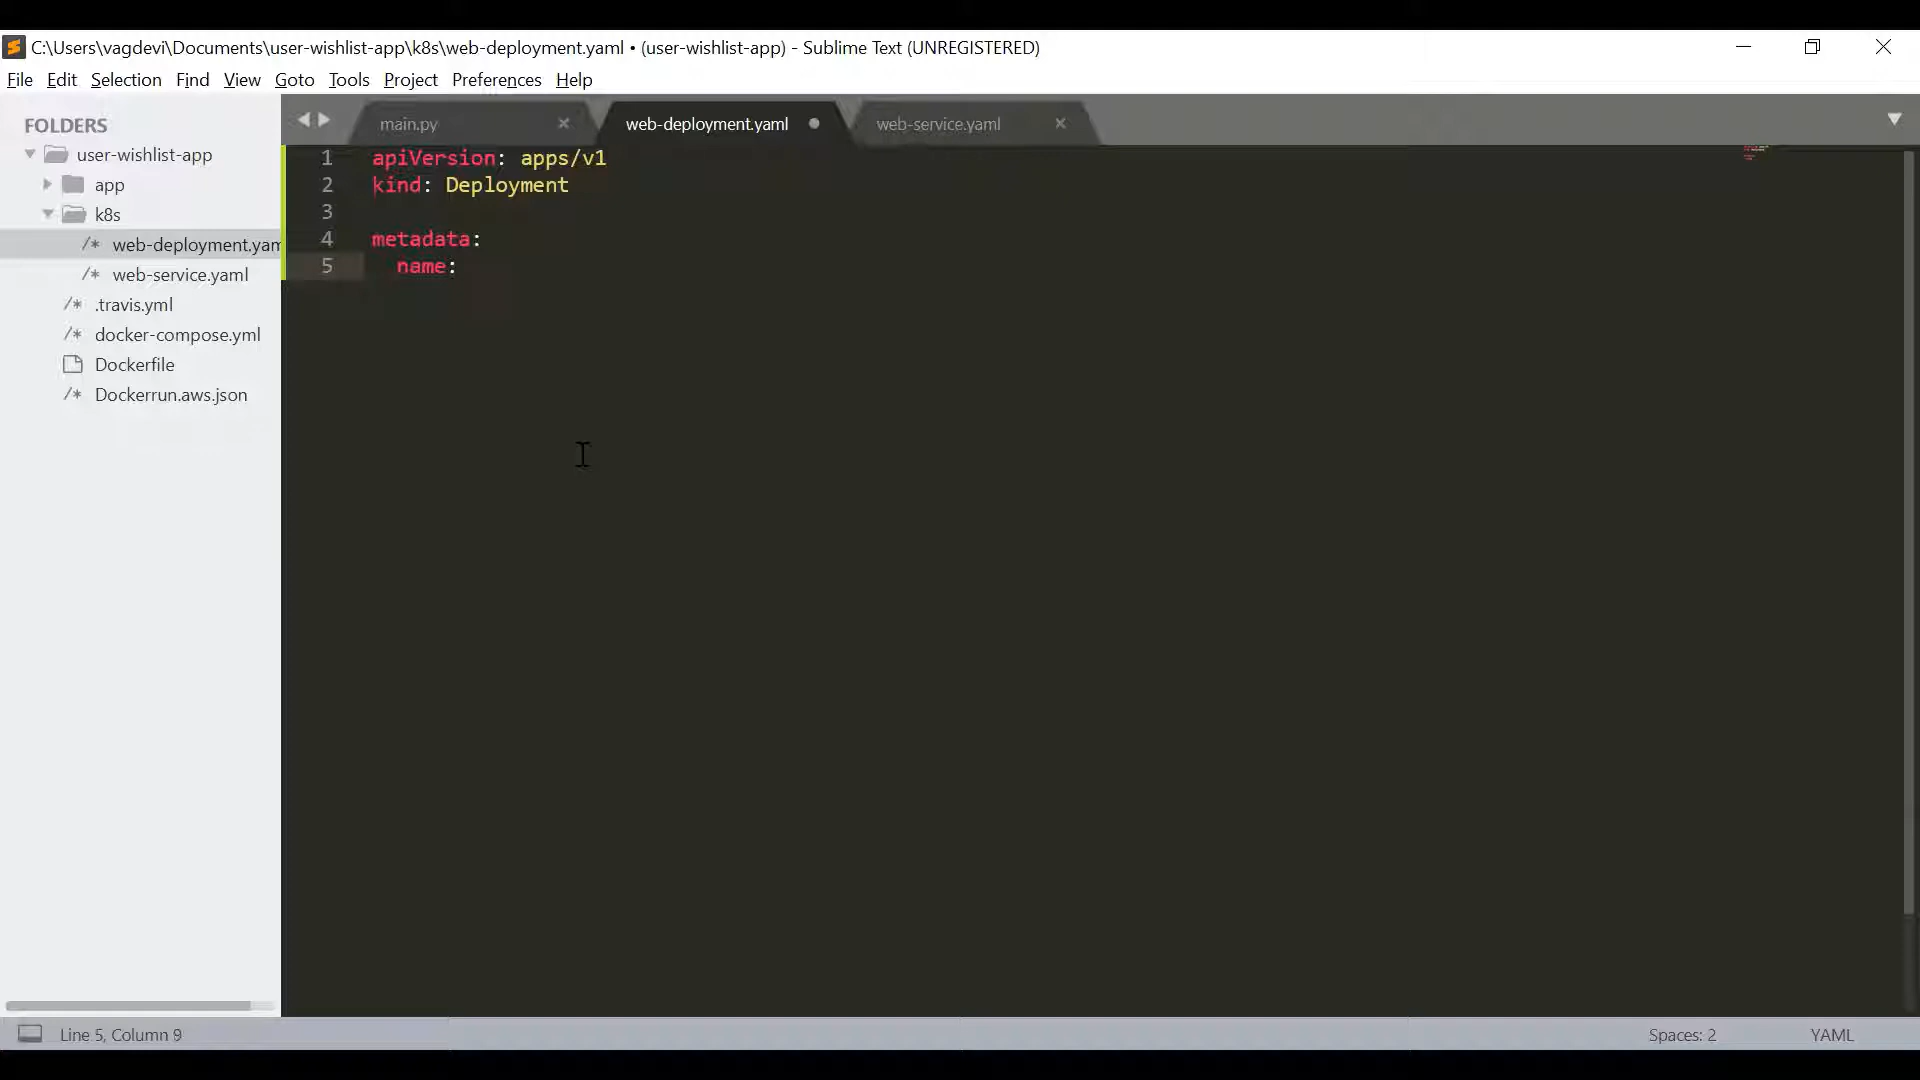 C:\Users\vagdevi\Documents\user-wishlist-app\k8s\web-deployment.yaml • (user-wishlist-app) - Sublime Text (UNREGISTERED)
File Edit Selection Find View Goto Tools Project Preferences Help
FOLDERS
user-wishlist-app
app
k8s
/* web-deployment.yam
/* web-service.yaml
/* .travis.yml
/* docker-compose.yml
Dockerfile
/* Dockerrun.aws.json
main.py web-deployment.yaml web-service.yaml
1 apiVersion: apps/v1
2 kind: Deployment
3
4 metadata:
5   name:
Line 5, Column 9 Spaces: 2 YAML